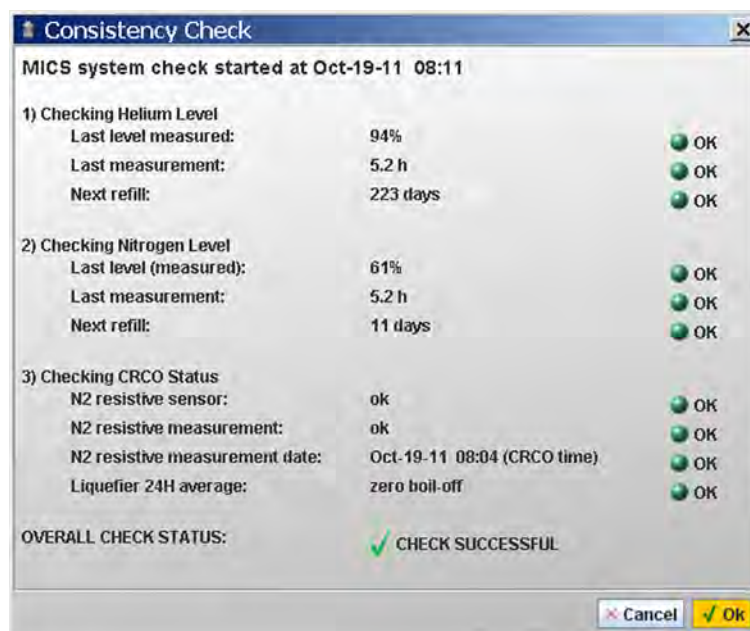 Consistency Check
MICS system check started at Oct-19-11 08:11
1) Checking Helium Level
Last level measured: 94% OK
Last measurement: 5.2 h OK
Next refill: 223 days OK
2) Checking Nitrogen Level
Last level (measured): 61% OK
Last measurement: 5.2 h OK
Next refill: 11 days OK
3) Checking CRCO Status
N2 resistive sensor: ok OK
N2 resistive measurement: ok OK
N2 resistive measurement date: Oct-19-11 08:04 (CRCO time) OK
Liquefier 24H average: zero boil-off OK
OVERALL CHECK STATUS: CHECK SUCCESSFUL
Cancel Ok